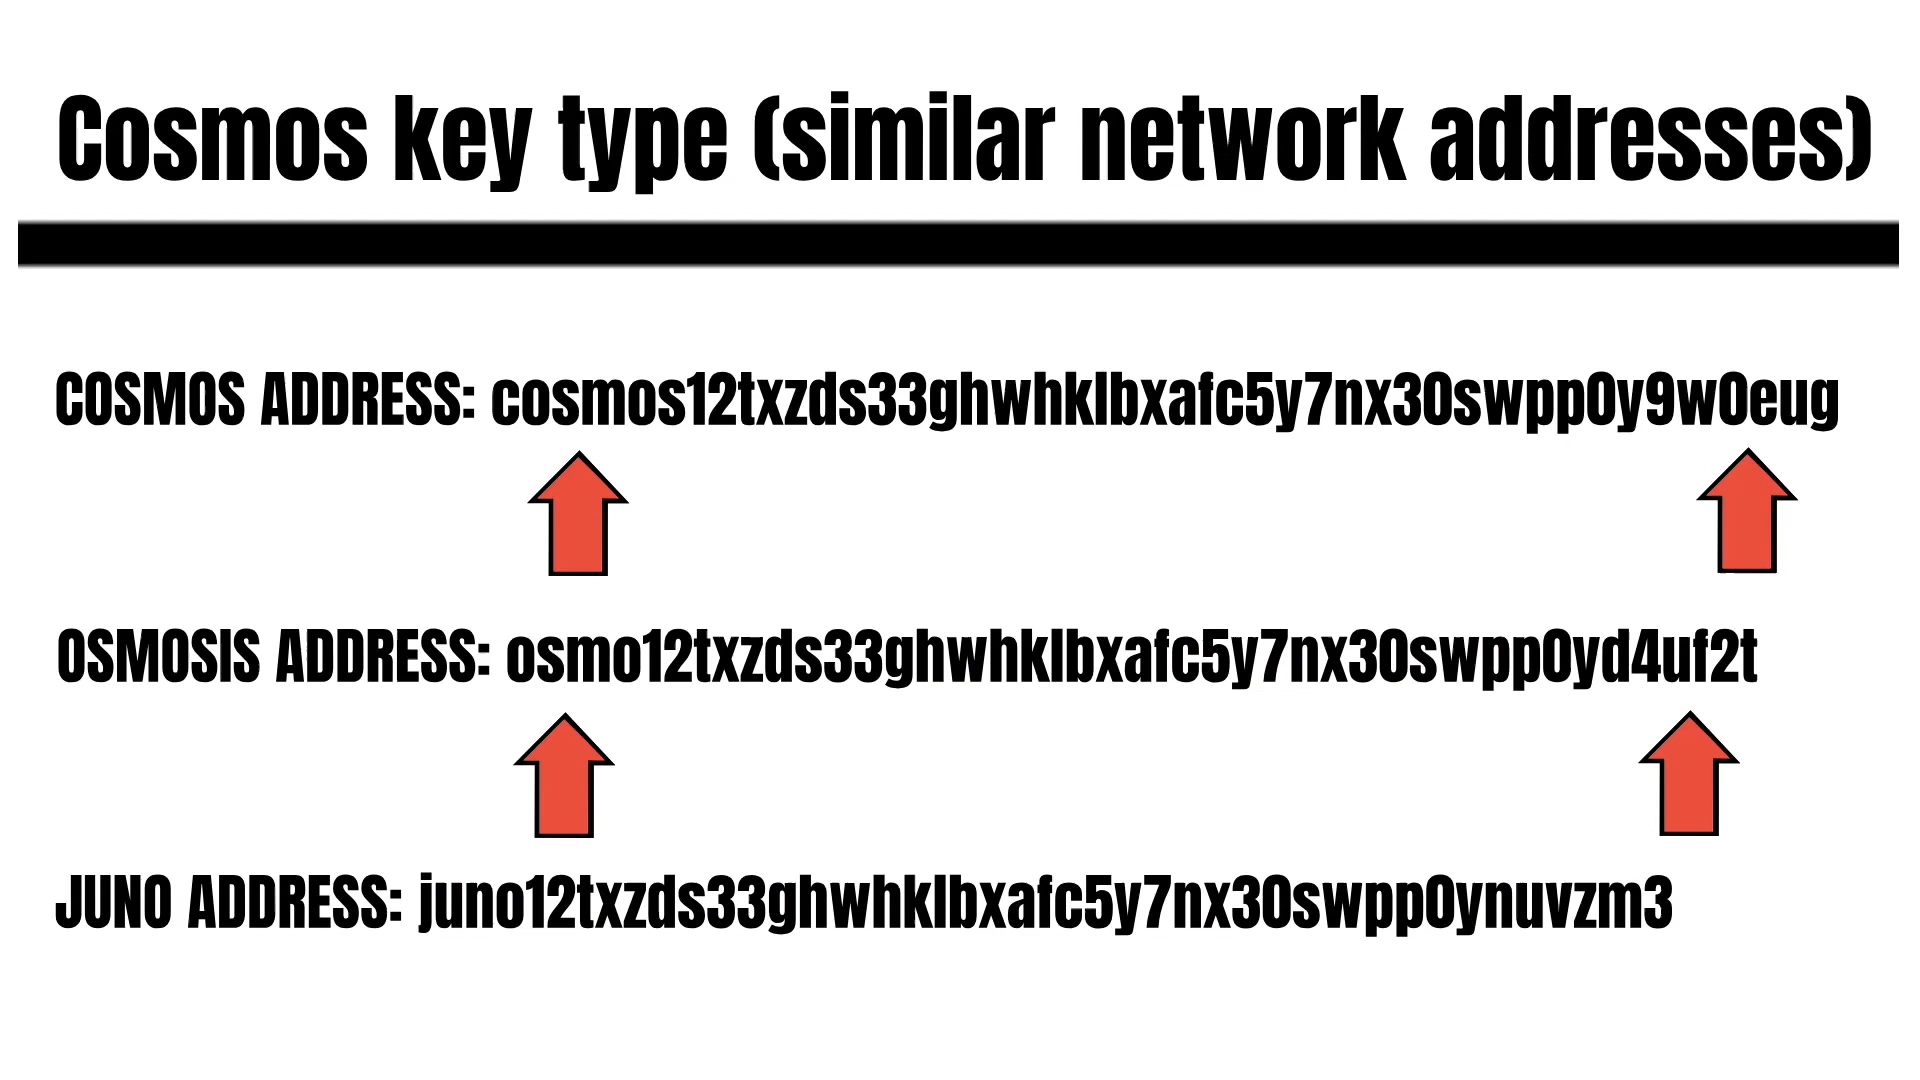 Cosmos key type (similar network addresses)
COSMOS ADDRESS: cosmos12txzds33ghwhklbxafc5y7nx30swpp0y9w0eug
OSMOSIS ADDRESS: osmo12txzds33ghwhklbxafc5y7nx30swpp0yd4uf2t
JUNO ADDRESS: juno12txzds33ghwhklbxafc5y7nx30swpp0ynuvzm3